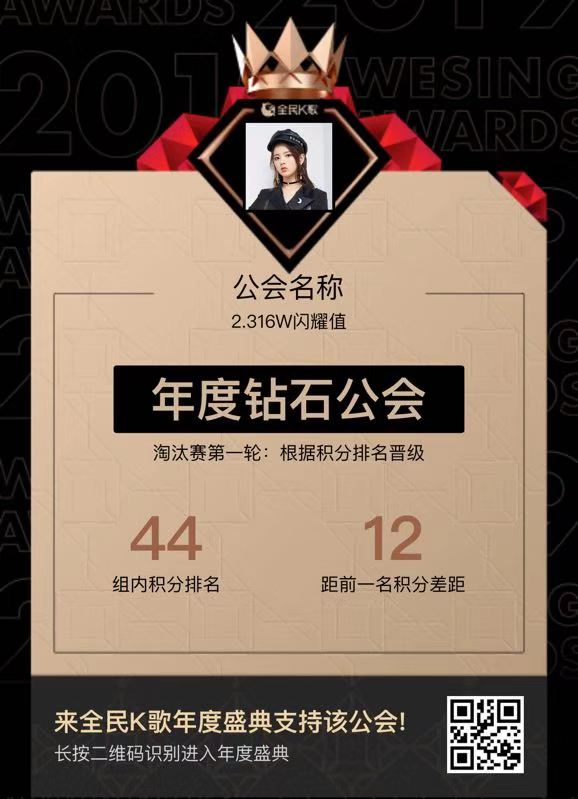 2019
WESING
AWARDS
全民K歌
公会名称
2.316W闪耀值
年度钻石公会
淘汰赛第一轮：根据积分排名晋级
44
12
组内积分排名
距前一名积分差距
来全民K歌年度盛典支持该公会!
长按二维码识别进入年度盛典